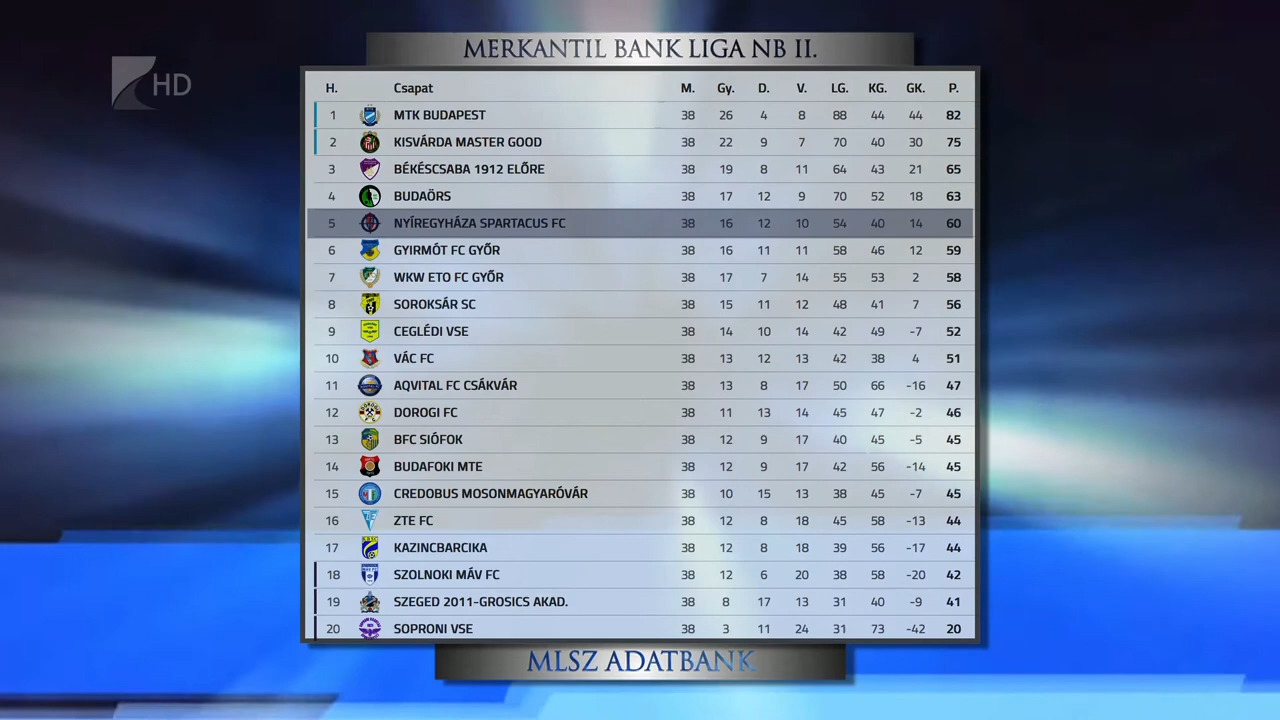 MERKANTIL BANK LIGA NB II.
HD
H. Csapat M. Gy. D. V. LG. KG. GK. P.
1 MTK BUDAPEST 38 26 4 8 88 44 44 82
2 KISVÁRDA MASTER GOOD 38 22 9 7 70 40 30 75
3 BÉKÉSCSABA 1912 ELŐRE 38 19 8 11 64 43 21 65
4 BUDAÖRS 38 17 12 9 70 52 18 63
5 NYÍREGYHÁZA SPARTACUS FC 38 16 12 10 54 40 14 60
6 GYIRMÓT FC GYŐR 38 16 11 11 58 46 12 59
7 WKW ETO FC GYŐR 38 17 7 14 55 53 2 58
8 SOROKSÁR SC 38 15 11 12 48 41 7 56
9 CEGLÉDI VSE 38 14 10 14 42 49 -7 52
10 VÁC FC 38 13 12 13 42 38 4 51
11 AQVITAL FC CSÁKVÁR 38 13 8 17 50 66 -16 47
12 DOROGI FC 38 11 13 14 45 47 -2 46
13 BFC SIÓFOK 38 12 9 17 40 45 -5 45
14 BUDAFOKI MTE 38 12 9 17 42 56 -14 45
15 CREDOBUS MOSONMAGYARÓVÁR 38 10 15 13 38 45 -7 45
16 ZTE FC 38 12 8 18 45 58 -13 44
17 KAZINCBARCIKA 38 12 8 18 39 56 -17 44
18 SZOLNOKI MÁV FC 38 12 6 20 38 58 -20 42
19 SZEGED 2011-GROSICS AKAD. 38 8 17 13 31 40 -9 41
20 SOPRONI VSE 38 3 11 24 31 73 -42 20
MLSZ ADATBANK